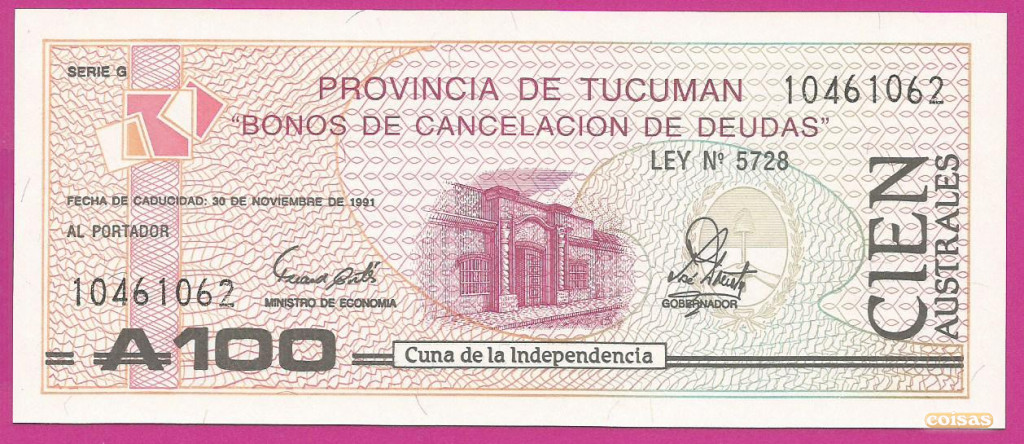 SERIE G
PROVINCIA DE TUCUMAN
10461062
"BONOS DE CANCELACION DE DEUDAS"
LEY Nº 5728
FECHA DE CADUCIDAD: 30 DE NOVIEMBRE DE 1991
AL PORTADOR
10461062
MINISTRO DE ECONOMIA
GOBERNADOR
CIEN
AUSTRALES
A100
Cuna de la Independencia
coisas